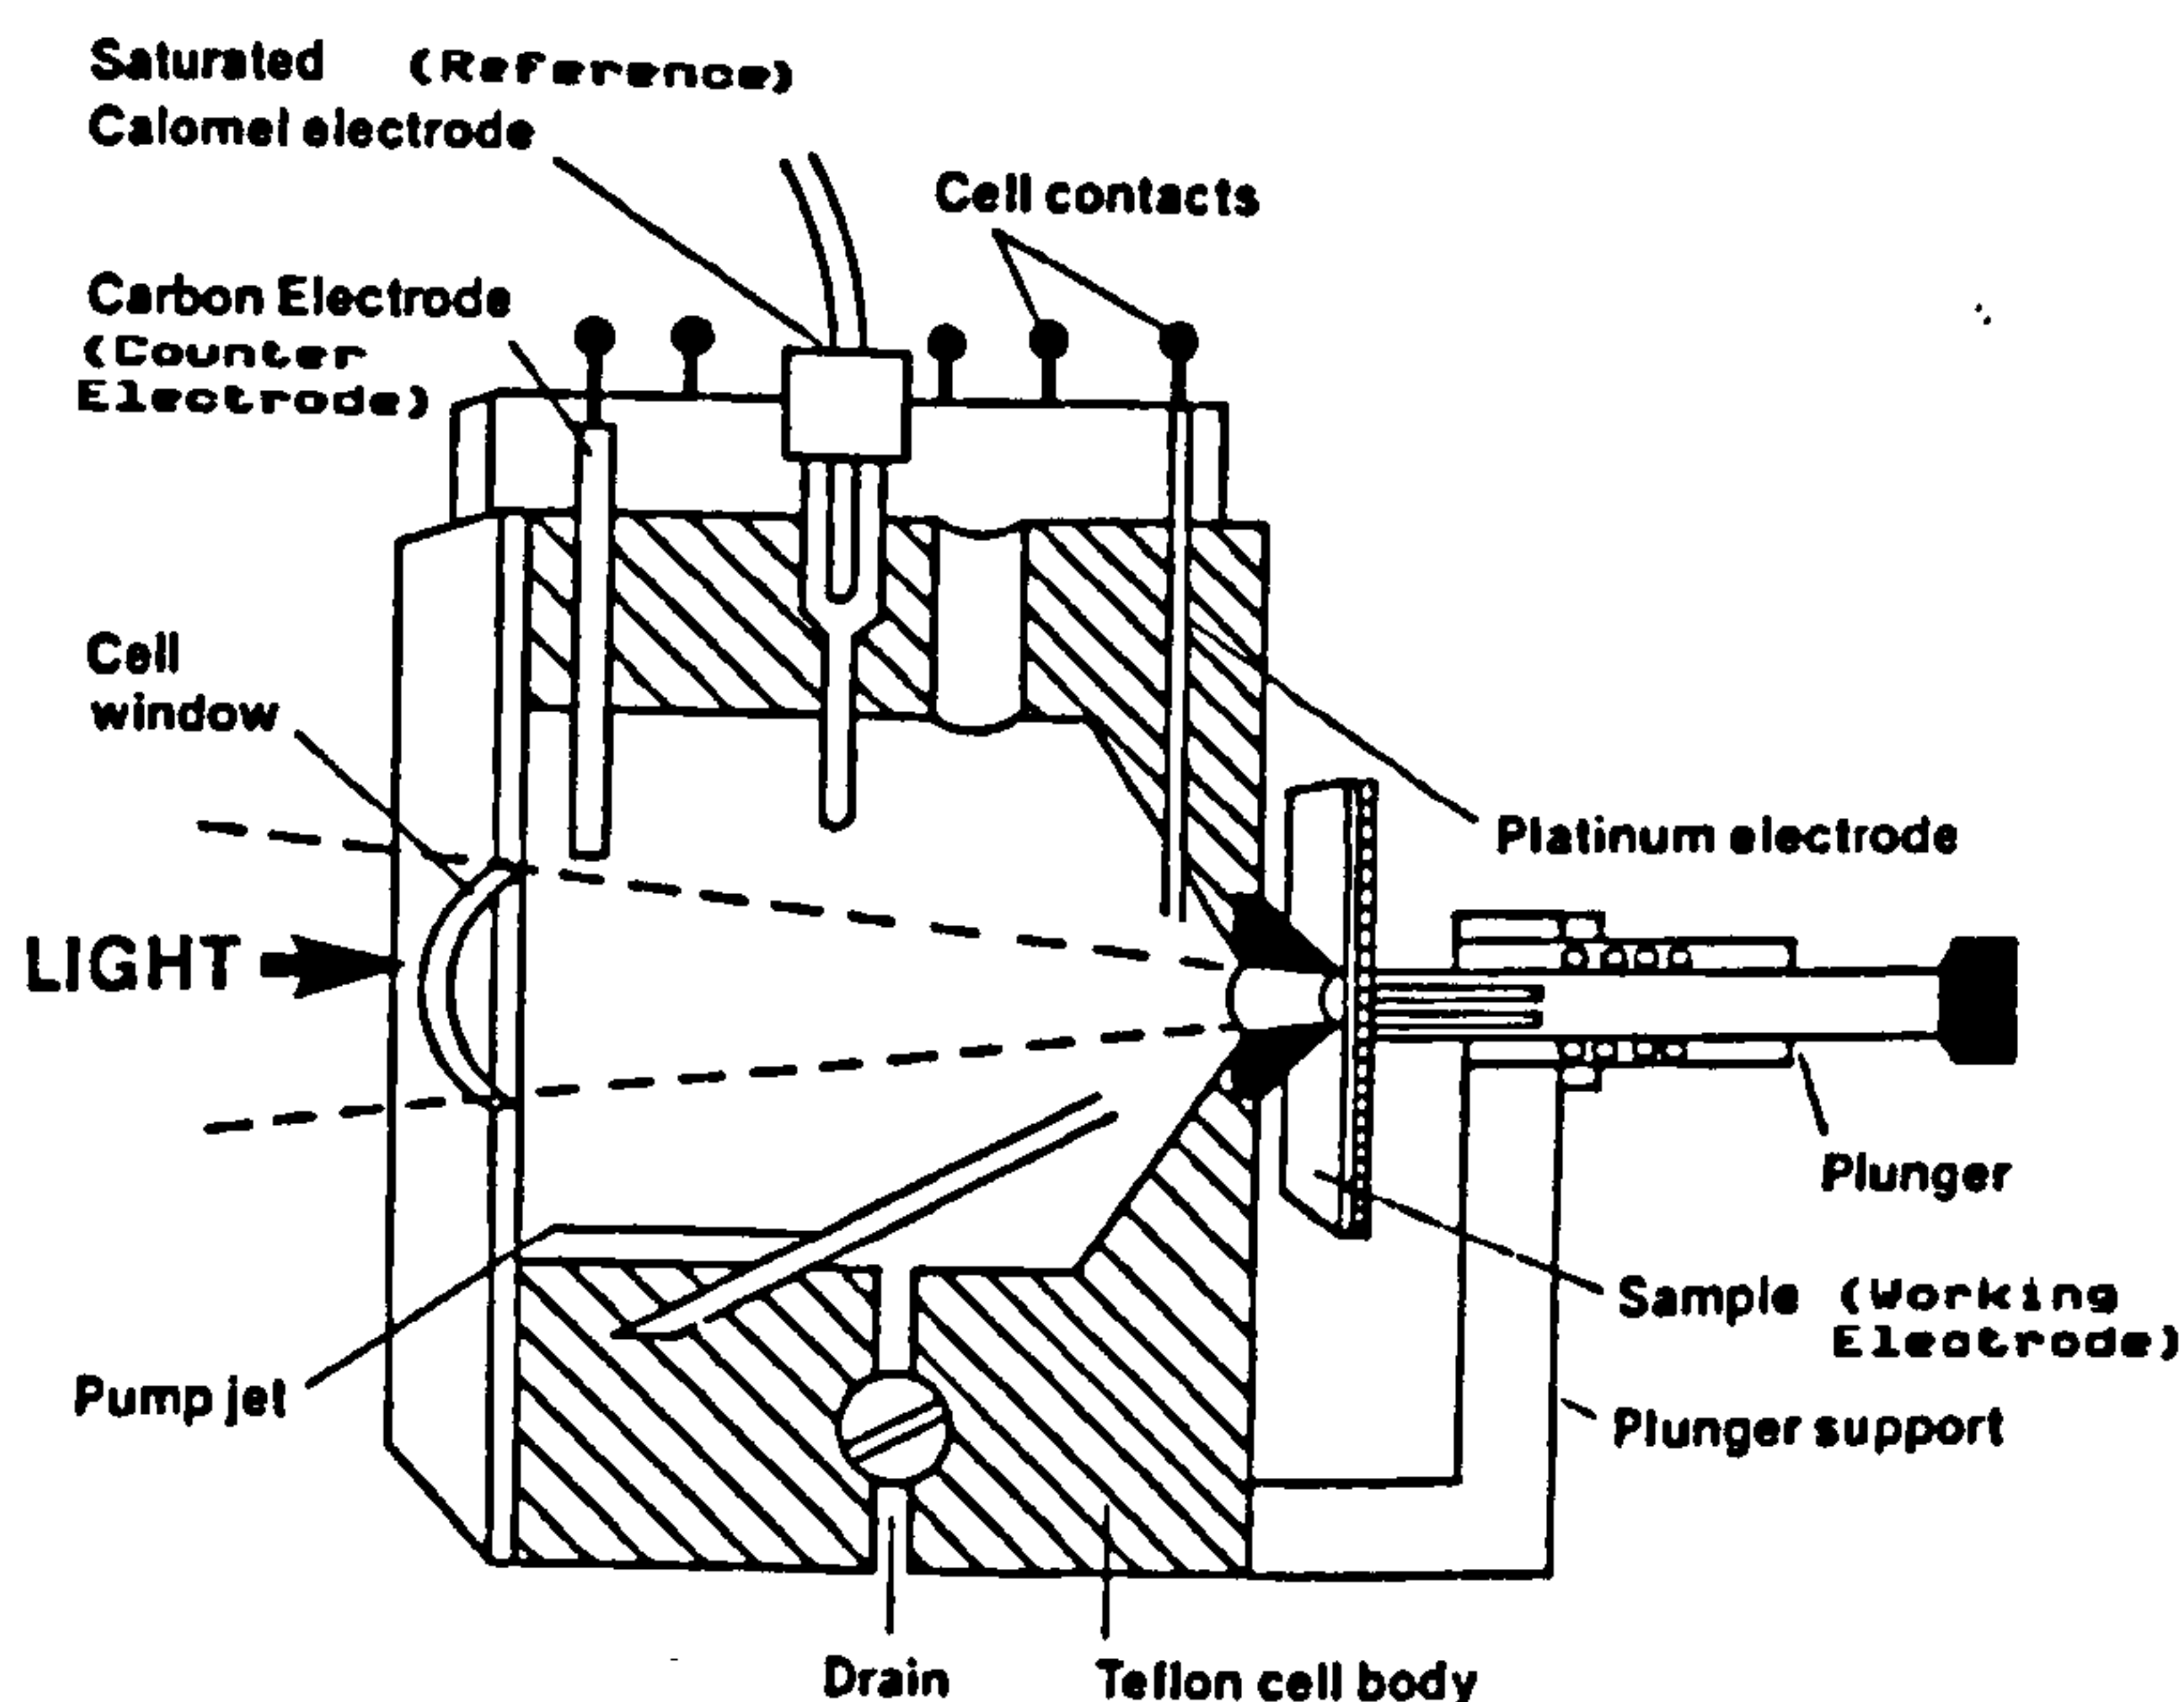 Saturated (Reference)
Calomel electrode
Cell contacts
Carbon Electrode
(Counter
Electrode)
Cell
window
Platinum electrode
LIGHT
Plunger
Sample (Working
Electrode)
Pump jet
Plunger support
Drain
Teflon cell body